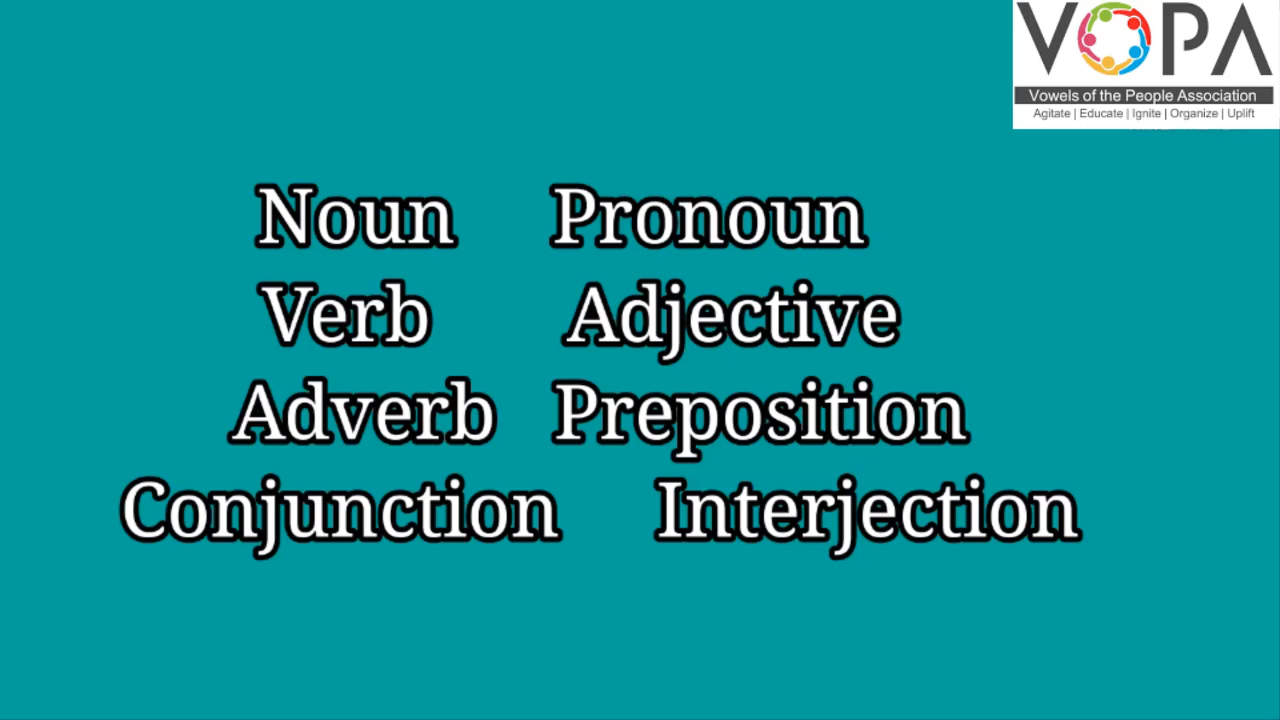 VOPA
Vowels of the People Association
Agitate | Educate | Ignite | Organize | Uplift
Noun Pronoun
Verb Adjective
Adverb Preposition
Conjunction Interjection